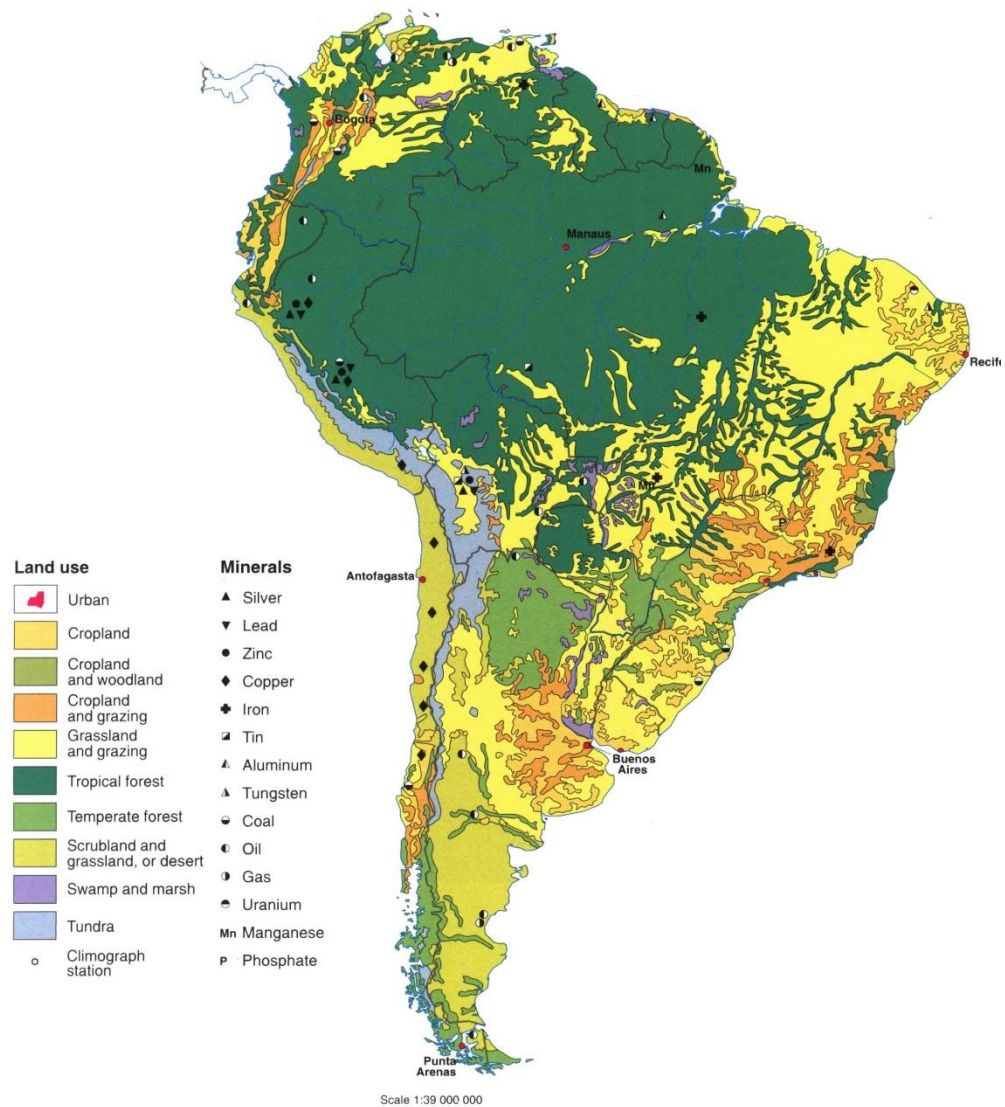 Bogota
Mn
Manaus
Recife
Mn
P
Antofagasta
Buenos
Aires
Punta
Arenas
Land use
Urban
Cropland
Cropland
and woodland
Cropland
and grazing
Grassland
and grazing
Tropical forest
Temperate forest
Scrubland and
grassland, or desert
Swamp and marsh
Tundra
Climograph
station
Minerals
Silver
Lead
Zinc
Copper
Iron
Tin
Aluminum
Tungsten
Coal
Oil
Gas
Uranium
Mn Manganese
P Phosphate
Scale 1:39 000 000